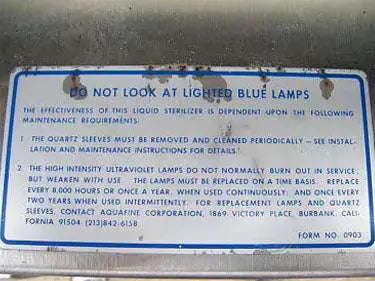 DO NOT LOOK AT LIGHTED BLUE LAMPS
THE EFFECTIVENESS OF THIS LIQUID STERILIZER IS DEPENDENT UPON THE FOLLOWING
MAINTENANCE REQUIREMENTS:
1. THE QUARTZ SLEEVES MUST BE REMOVED AND CLEANED PERIODICALLY — SEE INSTAL-
LATION AND MAINTENANCE INSTRUCTIONS FOR DETAILS.
2. THE HIGH INTENSITY ULTRAVIOLET LAMPS DO NOT NORMALLY BURN OUT IN SERVICE,
BUT WEAKEN WITH USE. THE LAMPS MUST BE REPLACED ON A TIME BASIS. REPLACE
EVERY 8,000 HOURS OR ONCE A YEAR, WHEN USED CONTINUOUSLY; AND ONCE EVERY
TWO YEARS WHEN USED INTERMITTENTLY. FOR REPLACEMENT LAMPS AND QUARTZ
SLEEVES, CONTACT AQUAFINE CORPORATION, 1869 VICTORY PLACE, BURBANK, CALI-
FORNIA 91504 (213)842-6158
FORM NO. 0903